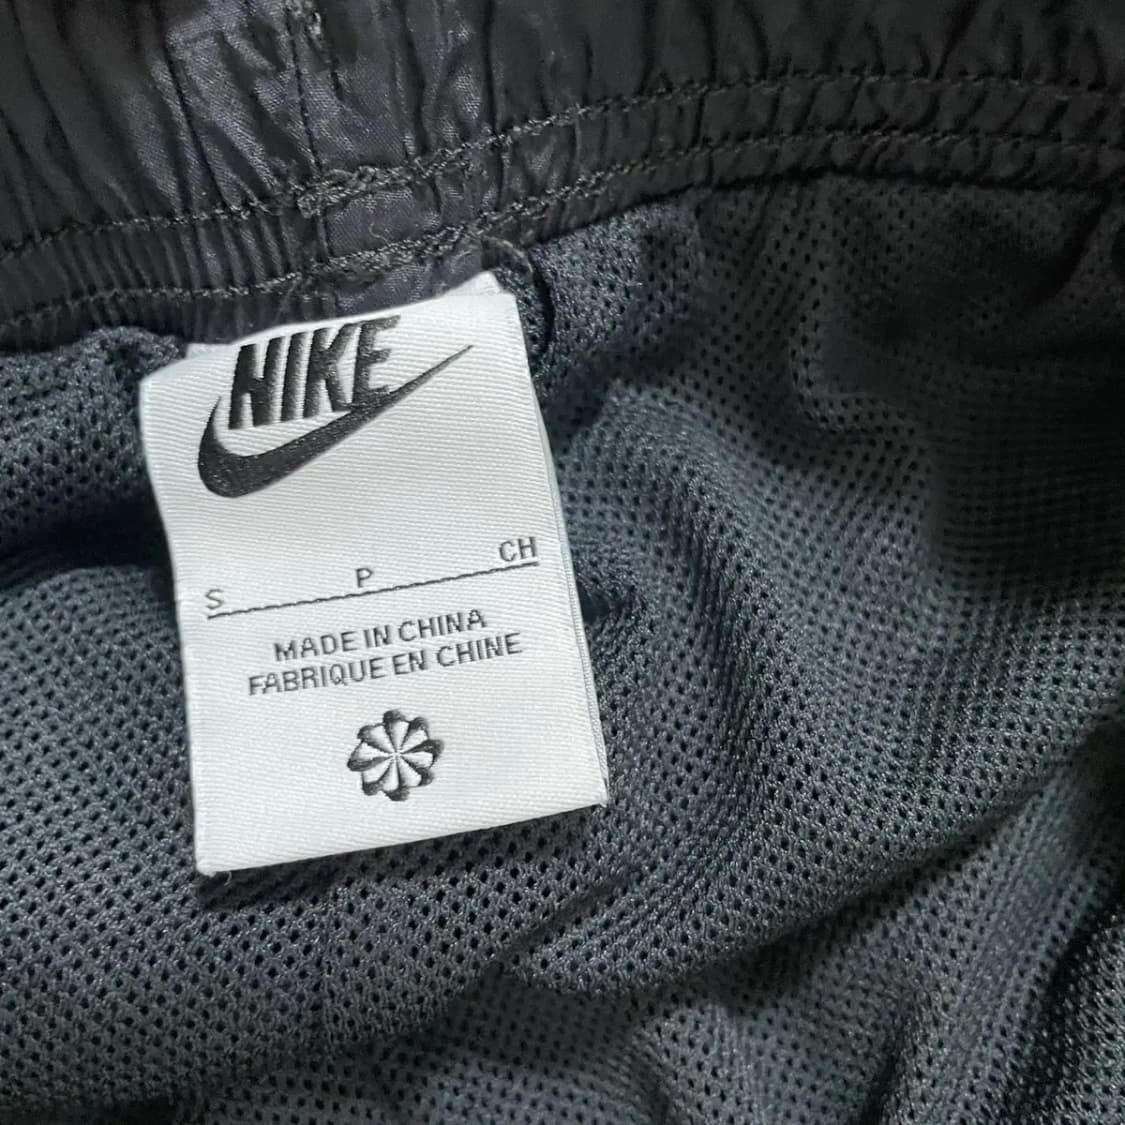 NIKE
S P CH
MADE IN CHINA
FABRIQUE EN CHINE